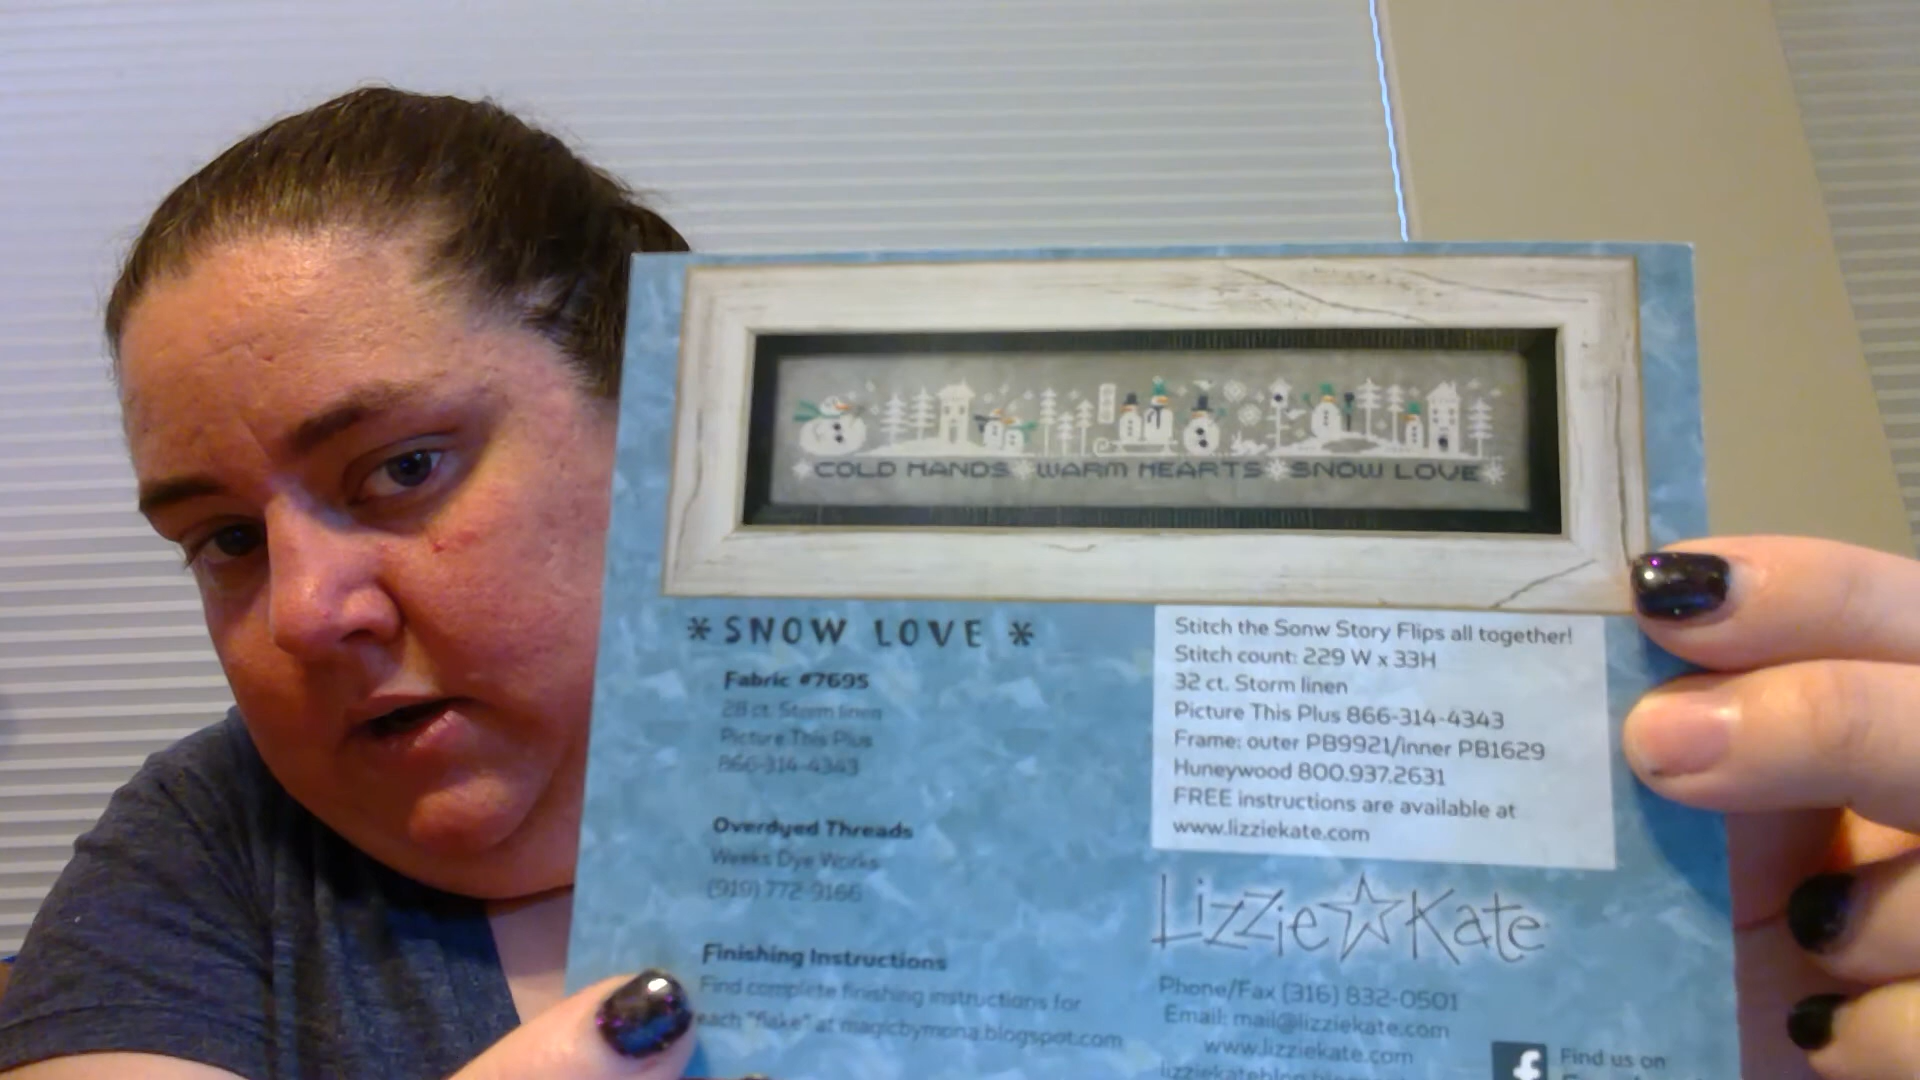 COLD HANDS WARM HEARTS SNOW LOVE
* SNOW LOVE *
Fabric #7695
28 ct. Storm linen
Picture This Plus
866-314-4343
Overdyed Threads
Weeks Dye Works
(919) 772-9166
Finishing Instructions
Find complete finishing instructions for
each "flake" at magicbymona.blogspot.com
Stitch the Sonw Story Flips all together!
Stitch count: 229 W x 33H
32 ct. Storm linen
Picture This Plus 866-314-4343
Frame: outer PB9921/inner PB1629
Huneywood 800.937.2631
FREE instructions are available at
www.lizziekate.com
Lizzie Kate
Phone/Fax (316) 832-0501
Email: mail@lizziekate.com
www.lizziekate.com
f Find us on